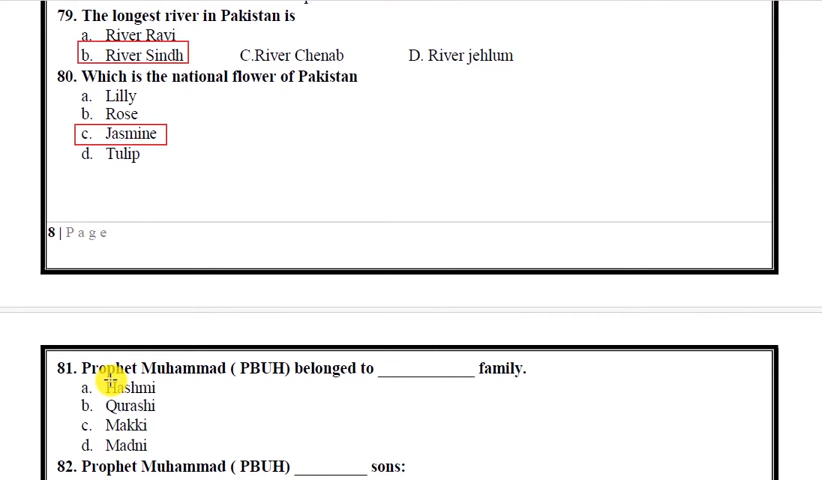 79. The longest river in Pakistan is
a. River Ravi
b. River Sindh C.River Chenab D. River jehlum
80. Which is the national flower of Pakistan
a. Lilly
b. Rose
c. Jasmine
d. Tulip
8 | P a g e
81. Prophet Muhammad ( PBUH) belonged to ____________ family.
a. Hashmi
b. Qurashi
c. Makki
d. Madni
82. Prophet Muhammad ( PBUH) _________ sons: